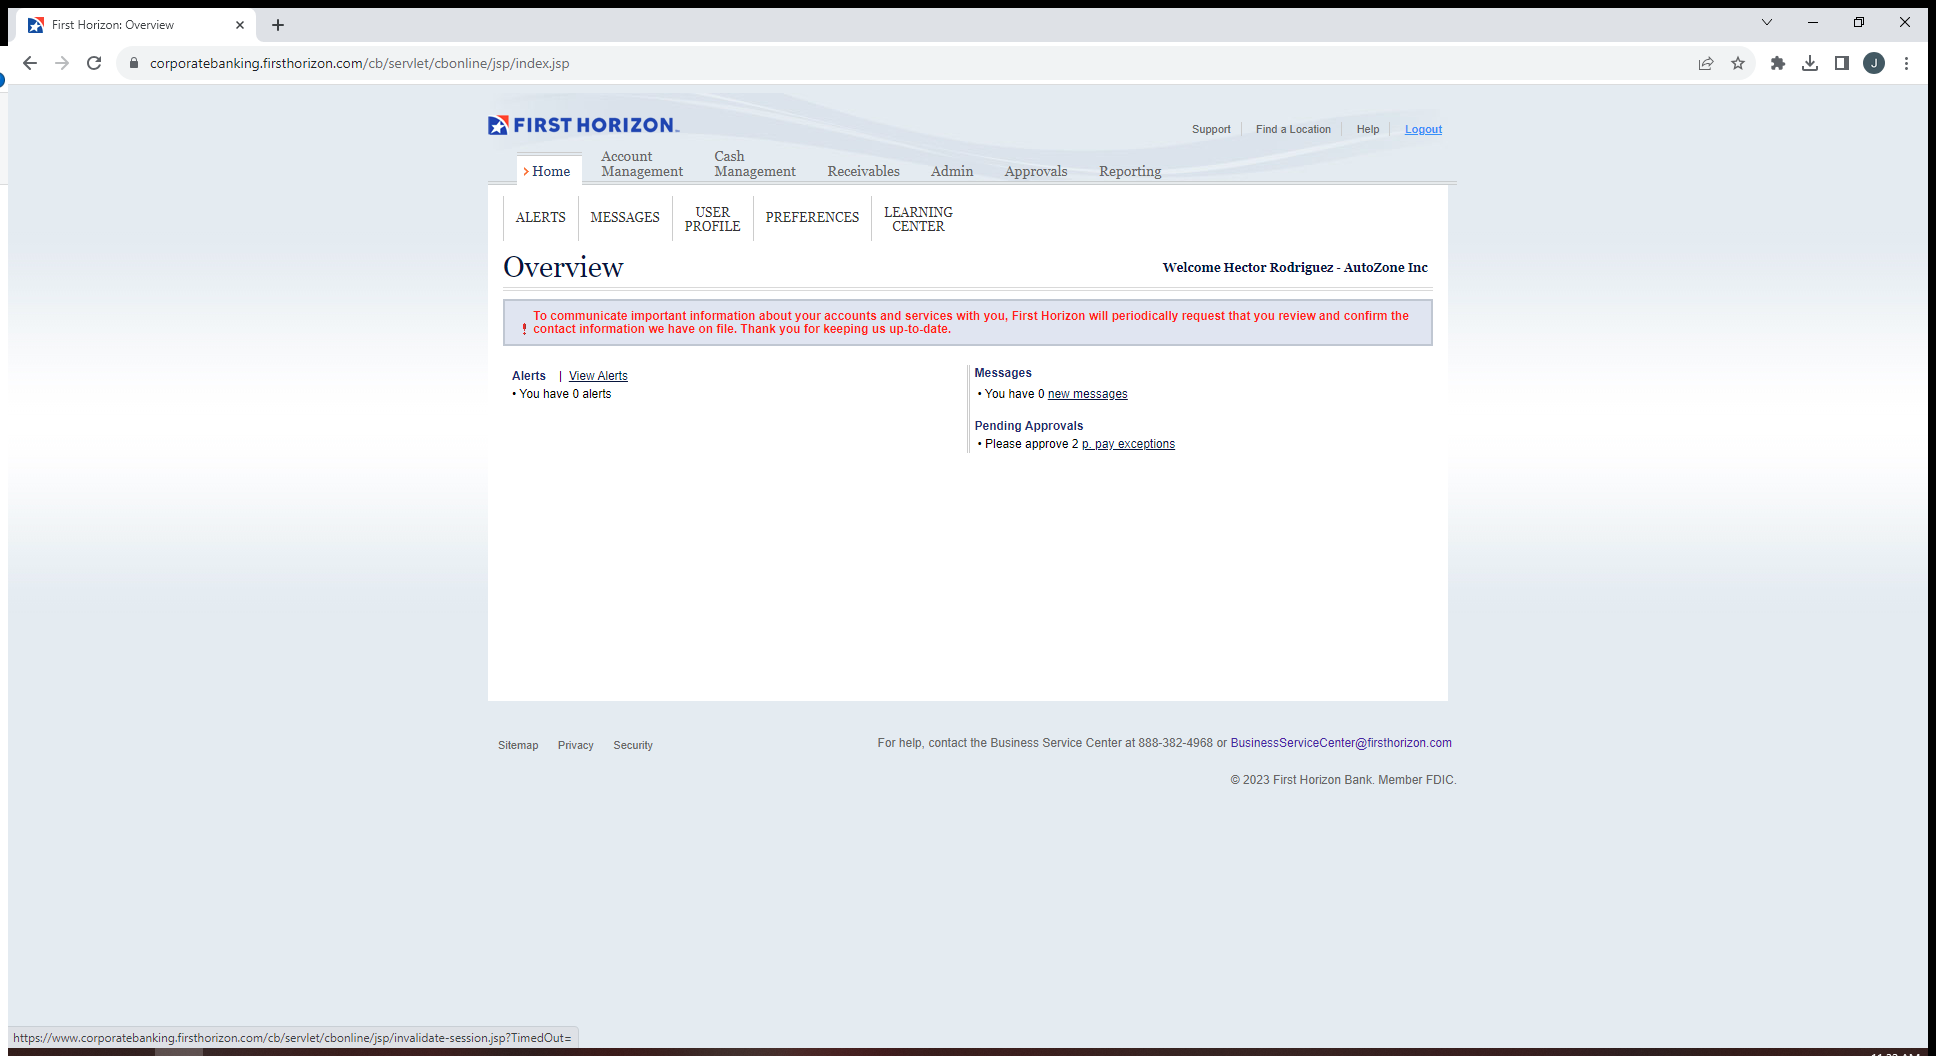 First Horizon: Overview
corporatebanking.firsthorizon.com/cb/servlet/cbonline/jsp/index.jsp
J
FIRST HORIZON
Support
Find a Location
Help
Logout
Home
Account Management
Cash Management
Receivables
Admin
Approvals
Reporting
ALERTS
MESSAGES
USER PROFILE
PREFERENCES
LEARNING CENTER
Overview
Welcome Hector Rodriguez - AutoZone Inc
To communicate important information about your accounts and services with you, First Horizon will periodically request that you review and confirm the
! contact information we have on file. Thank you for keeping us up-to-date.
Alerts | View Alerts
• You have 0 alerts
Messages
• You have 0 new messages
Pending Approvals
• Please approve 2 p. pay exceptions
Sitemap
Privacy
Security
For help, contact the Business Service Center at 888-382-4968 or BusinessServiceCenter@firsthorizon.com
© 2023 First Horizon Bank. Member FDIC.
https://www.corporatebanking.firsthorizon.com/cb/servlet/cbonline/jsp/invalidate-session.jsp?TimedOut=